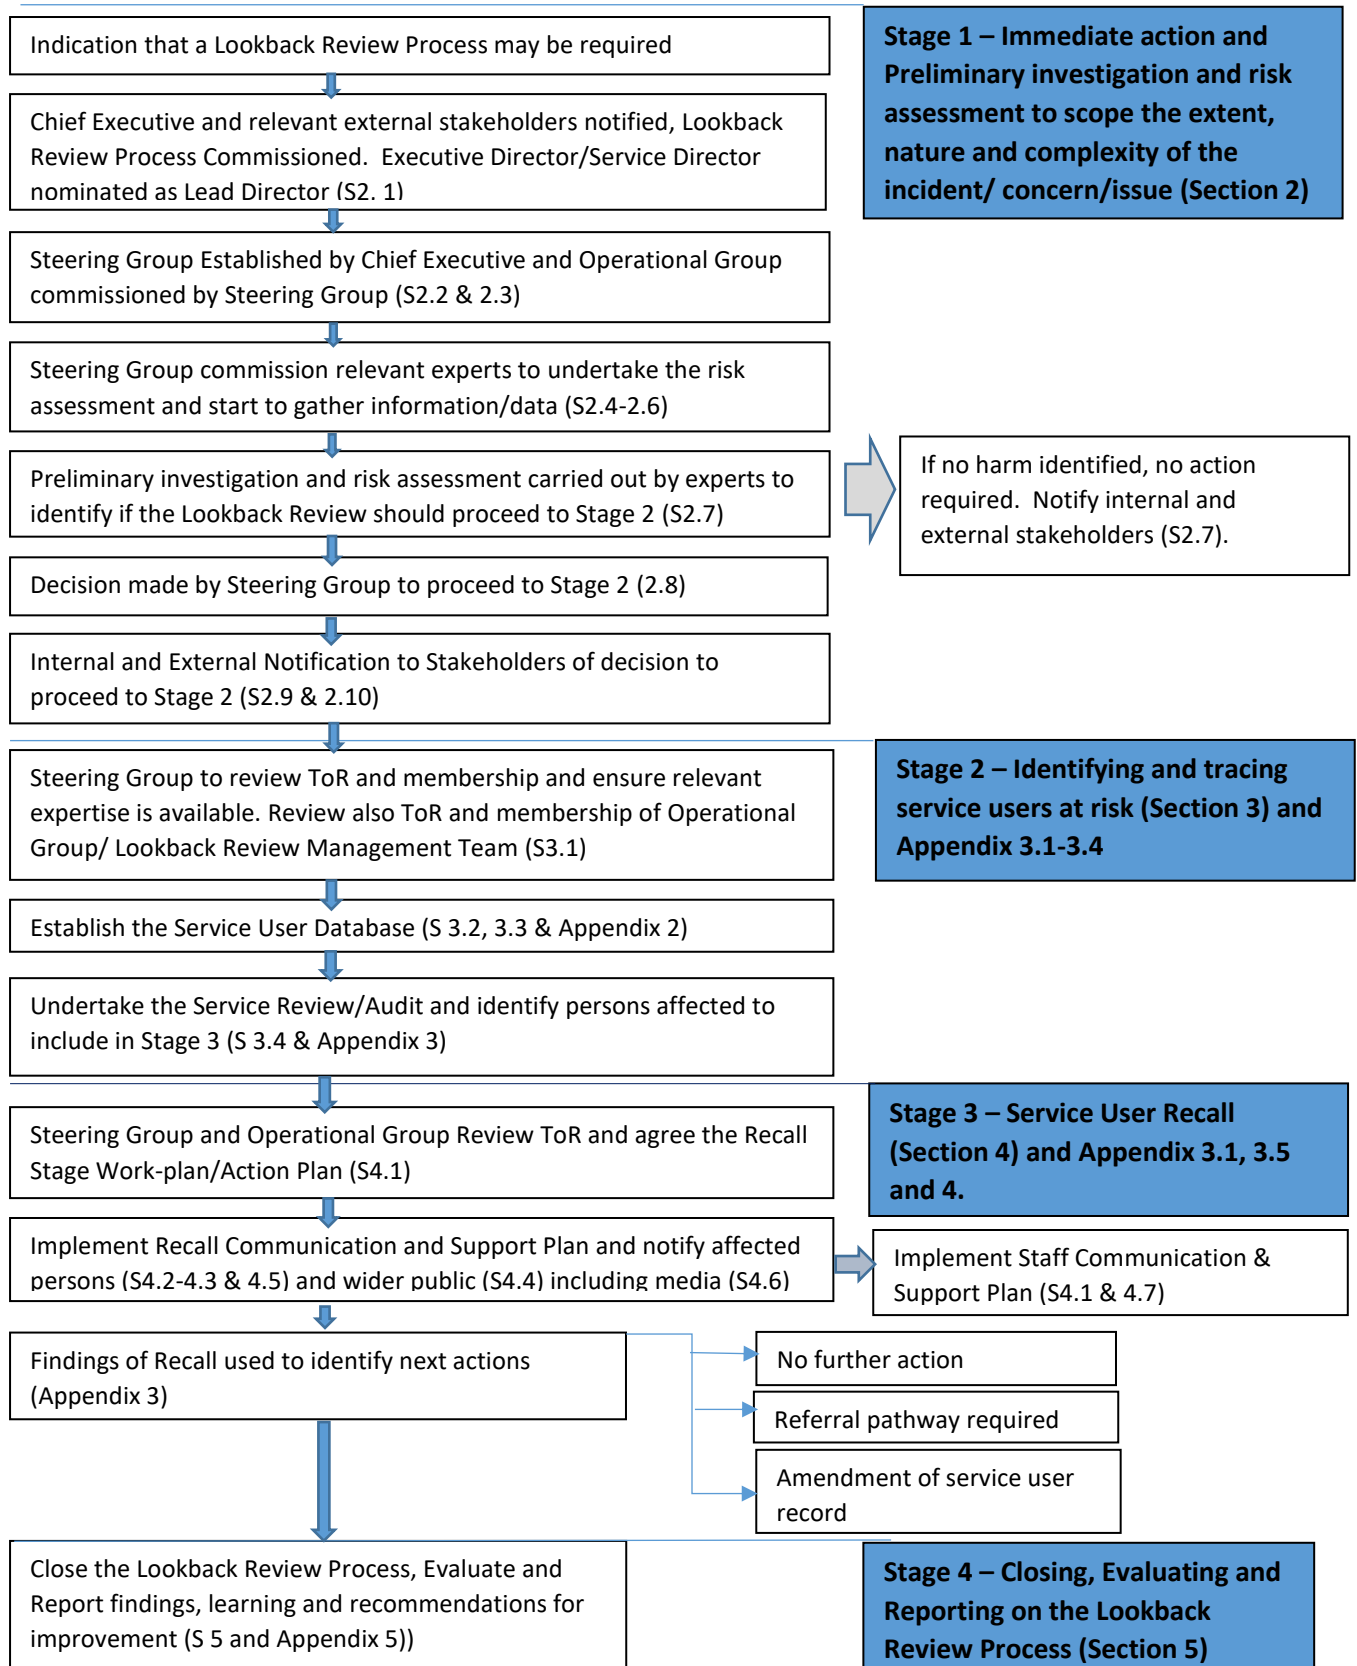 Indication that a Lookback Review Process may be required
Stage 1 – Immediate action and
Preliminary investigation and risk
assessment to scope the extent,
nature and complexity of the
incident/ concern/issue (Section 2)
Chief Executive and relevant external stakeholders notified, Lookback
Review Process Commissioned.  Executive Director/Service Director
nominated as Lead Director (S2. 1)
Steering Group Established by Chief Executive and Operational Group
commissioned by Steering Group (S2.2 & 2.3)
Steering Group commission relevant experts to undertake the risk
assessment and start to gather information/data (S2.4-2.6)
Preliminary investigation and risk assessment carried out by experts to
identify if the Lookback Review should proceed to Stage 2 (S2.7)
If no harm identified, no action
required.  Notify internal and
external stakeholders (S2.7).
Decision made by Steering Group to proceed to Stage 2 (2.8)
Internal and External Notification to Stakeholders of decision to
proceed to Stage 2 (S2.9 & 2.10)
Stage 2 – Identifying and tracing
service users at risk (Section 3) and
Appendix 3.1-3.4
Steering Group to review ToR and membership and ensure relevant
expertise is available. Review also ToR and membership of Operational
Group/ Lookback Review Management Team (S3.1)
Establish the Service User Database (S 3.2, 3.3 & Appendix 2)
Undertake the Service Review/Audit and identify persons affected to
include in Stage 3 (S 3.4 & Appendix 3)
Stage 3 – Service User Recall
(Section 4) and Appendix 3.1, 3.5
and 4.
Steering Group and Operational Group Review ToR and agree the Recall
Stage Work-plan/Action Plan (S4.1)
Implement Recall Communication and Support Plan and notify affected
persons (S4.2-4.3 & 4.5) and wider public (S4.4) including media (S4.6)
Implement Staff Communication &
Support Plan (S4.1 & 4.7)
Findings of Recall used to identify next actions
(Appendix 3)
No further action
Referral pathway required
Amendment of service user
record
Close the Lookback Review Process, Evaluate and
Report findings, learning and recommendations for
improvement (S 5 and Appendix 5))
Stage 4 – Closing, Evaluating and
Reporting on the Lookback
Review Process (Section 5)